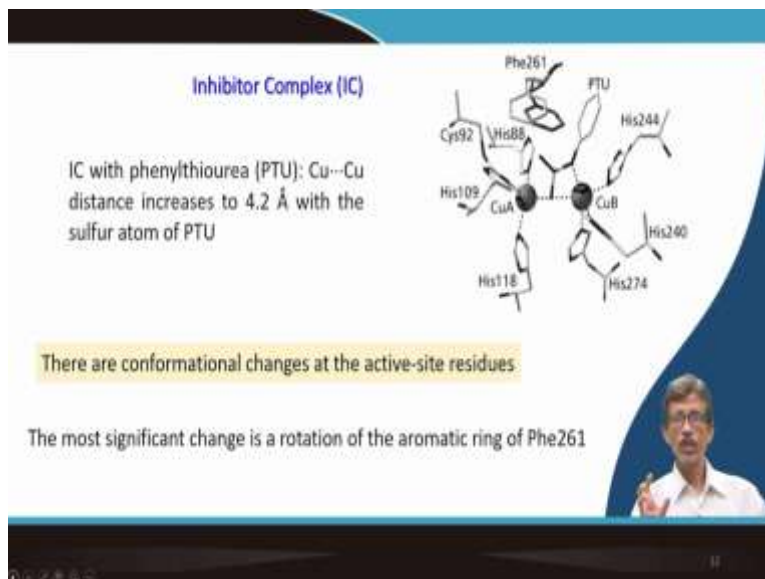 Inhibitor Complex (IC)
Phe261
PTU
Cys92
His88
His244
IC with phenylthiourea (PTU): Cu---Cu
distance increases to 4.2 Å with the
sulfur atom of PTU
His109
CuA
CuB
His240
His118
His274
There are conformational changes at the active-site residues
The most significant change is a rotation of the aromatic ring of Phe261